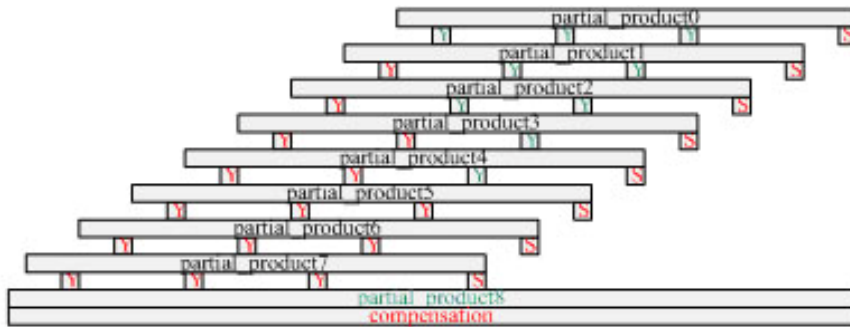 partial_product0
Y Y Y S
partial_product1
Y Y Y S
partial_product2
Y Y Y S
partial_product3
Y Y Y S
partial_product4
Y Y Y S
partial_product5
Y Y Y S
partial_product6
Y Y Y S
partial_product7
Y Y Y S
partial_product8
compensation